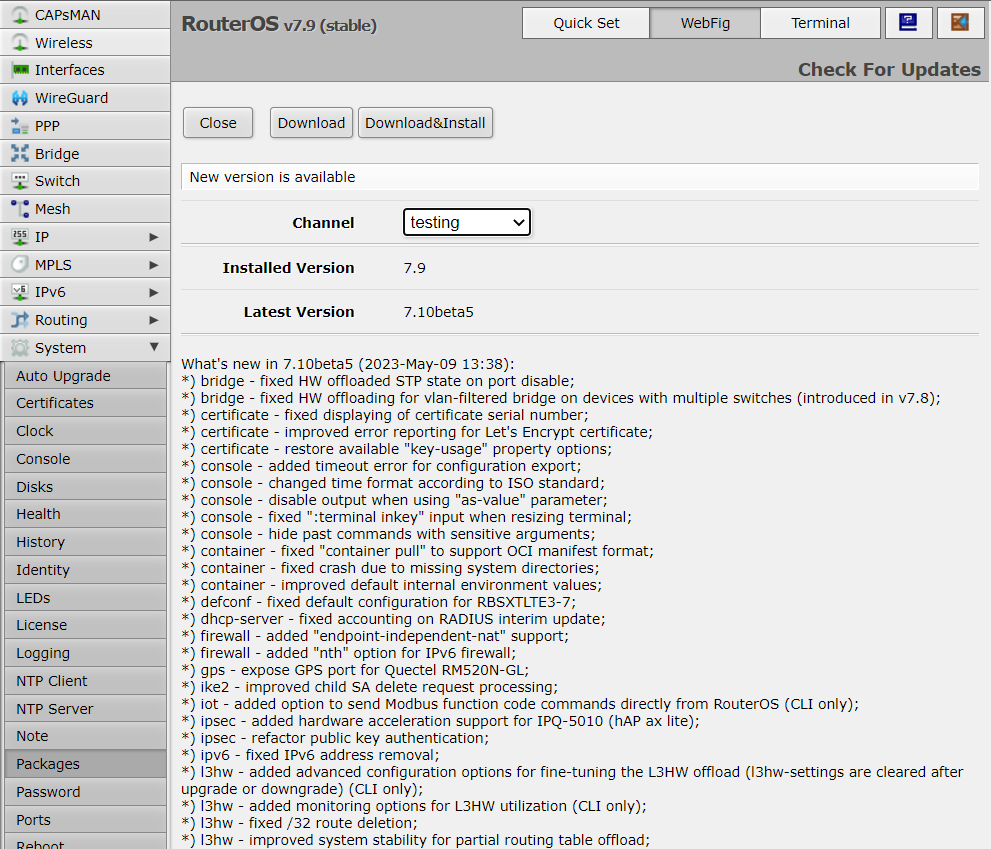 CAPsMAN
Wireless
Interfaces
WireGuard
PPP
Bridge
Switch
Mesh
IP
MPLS
IPv6
Routing
System
Auto Upgrade
Certificates
Clock
Console
Disks
Health
History
Identity
LEDs
License
Logging
NTP Client
NTP Server
Note
Packages
Password
Ports
Reboot
RouterOS v7.9 (stable)
Quick Set
WebFig
Terminal
Check For Updates
Close
Download
Download&Install
New version is available
Channel testing
Installed Version 7.9
Latest Version 7.10beta5
What's new in 7.10beta5 (2023-May-09 13:38):
*) bridge - fixed HW offloaded STP state on port disable;
*) bridge - fixed HW offloading for vlan-filtered bridge on devices with multiple switches (introduced in v7.8);
*) certificate - fixed displaying of certificate serial number;
*) certificate - improved error reporting for Let's Encrypt certificate;
*) certificate - restore available "key-usage" property options;
*) console - added timeout error for configuration export;
*) console - changed time format according to ISO standard;
*) console - disable output when using "as-value" parameter;
*) console - fixed ":terminal inkey" input when resizing terminal;
*) console - hide past commands with sensitive arguments;
*) container - fixed "container pull" to support OCI manifest format;
*) container - fixed crash due to missing system directories;
*) container - improved default internal environment values;
*) defconf - fixed default configuration for RBSXTLTE3-7;
*) dhcp-server - fixed accounting on RADIUS interim update;
*) firewall - added "endpoint-independent-nat" support;
*) firewall - added "nth" option for IPv6 firewall;
*) gps - expose GPS port for Quectel RM520N-GL;
*) ike2 - improved child SA delete request processing;
*) iot - added option to send Modbus function code commands directly from RouterOS (CLI only);
*) ipsec - added hardware acceleration support for IPQ-5010 (hAP ax lite);
*) ipsec - refactor public key authentication;
*) ipv6 - fixed IPv6 address removal;
*) l3hw - added advanced configuration options for fine-tuning the L3HW offload (l3hw-settings are cleared after
upgrade or downgrade) (CLI only);
*) l3hw - added monitoring options for L3HW utilization (CLI only);
*) l3hw - fixed /32 route deletion;
*) l3hw - improved system stability for partial routing table offload;